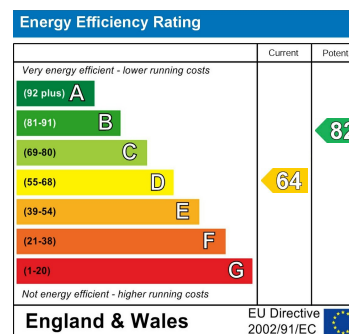 Energy Efficiency Rating
Current Potent
Very energy efficient - lower running costs
(92 plus) A
(81-91) B
82
(69-80) C
(55-68) D
64
(39-54) E
(21-38) F
(1-20) G
Not energy efficient - higher running costs
England & Wales
EU Directive
2002/91/EC